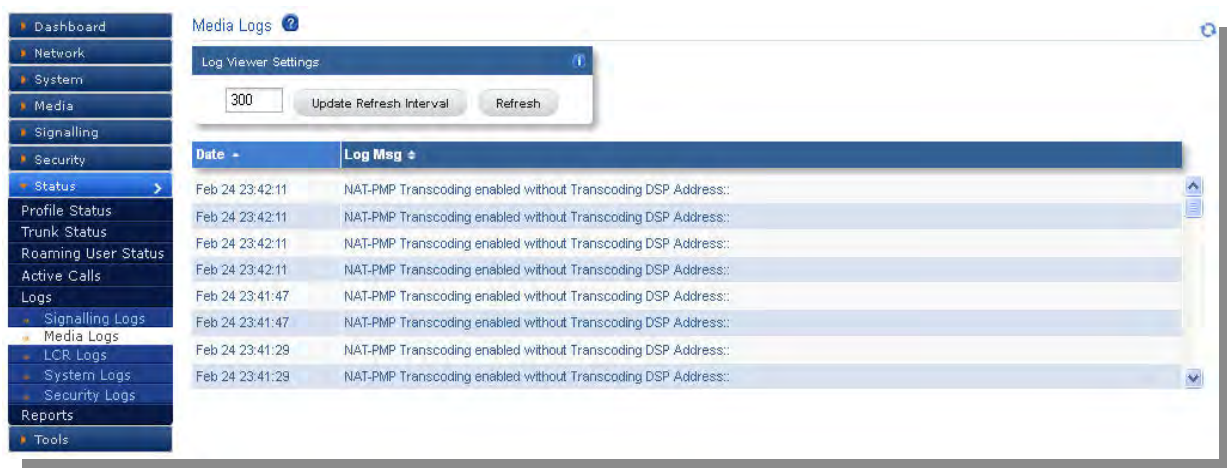 Dashboard
Network
System
Media
Signalling
Security
Status
Profile Status
Trunk Status
Roaming User Status
Active Calls
Logs
Signalling Logs
Media Logs
LCR Logs
System Logs
Security Logs
Reports
Tools
Media Logs ?
Log Viewer Settings i
300 Update Refresh Interval Refresh
Date Log Msg
Feb 24 23:42:11 NAT-PMP Transcoding enabled without Transcoding DSP Address::
Feb 24 23:42:11 NAT-PMP Transcoding enabled without Transcoding DSP Address::
Feb 24 23:42:11 NAT-PMP Transcoding enabled without Transcoding DSP Address::
Feb 24 23:42:11 NAT-PMP Transcoding enabled without Transcoding DSP Address::
Feb 24 23:41:47 NAT-PMP Transcoding enabled without Transcoding DSP Address::
Feb 24 23:41:47 NAT-PMP Transcoding enabled without Transcoding DSP Address::
Feb 24 23:41:29 NAT-PMP Transcoding enabled without Transcoding DSP Address::
Feb 24 23:41:29 NAT-PMP Transcoding enabled without Transcoding DSP Address::